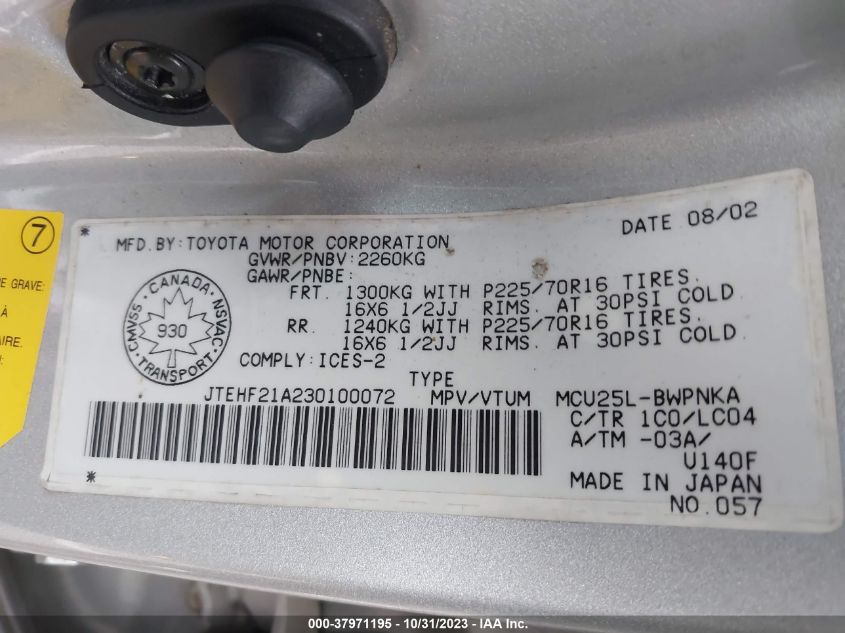 7
E GRAVE:
À
AIRE.
DATE 08/02
MFD.BY:TOYOTA MOTOR CORPORATION
GVWR/PNBV:2260KG
GAWR/PNBE:
FRT. 1300KG WITH P225/70R16 TIRES.
16X6 1/2JJ RIMS. AT 30PSI COLD
RR. 1240KG WITH P225/70R16 TIRES.
16X6 1/2JJ RIMS. AT 30PSI COLD
CANADA
CMVSS 930 NSVAC
TRANSPORT
COMPLY:ICES-2
TYPE
JTEHF21A230100072 MPV/VTUM MCU25L-BWPNKA
C/TR 1C0/LC04
A/TM -03A/
U140F
MADE IN JAPAN
NO.057
000-37971195 - 10/31/2023 - IAA Inc.